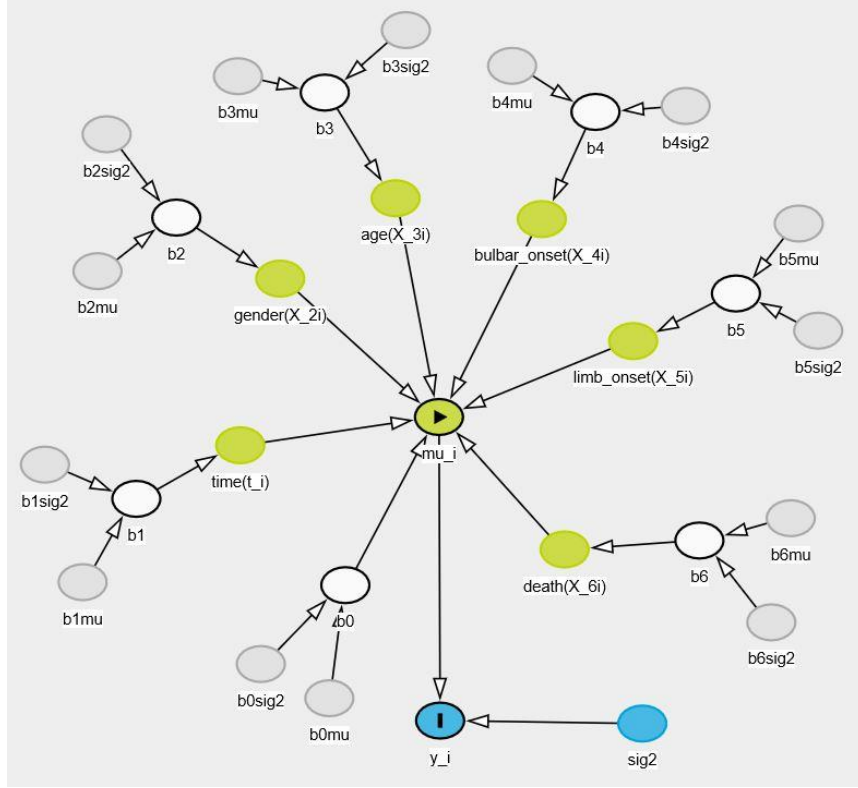 b3sig2
b3mu
b3
b4mu
b4
b4sig2
b2sig2
b2
b2mu
age(X_3i)
bulbar_onset(X_4i)
gender(X_2i)
b5mu
b5
b5sig2
limb_onset(X_5i)
mu_i
time(t_i)
b1sig2
b1
b1mu
b0
b0sig2
b0mu
death(X_6i)
b6
b6mu
b6sig2
y_i
sig2